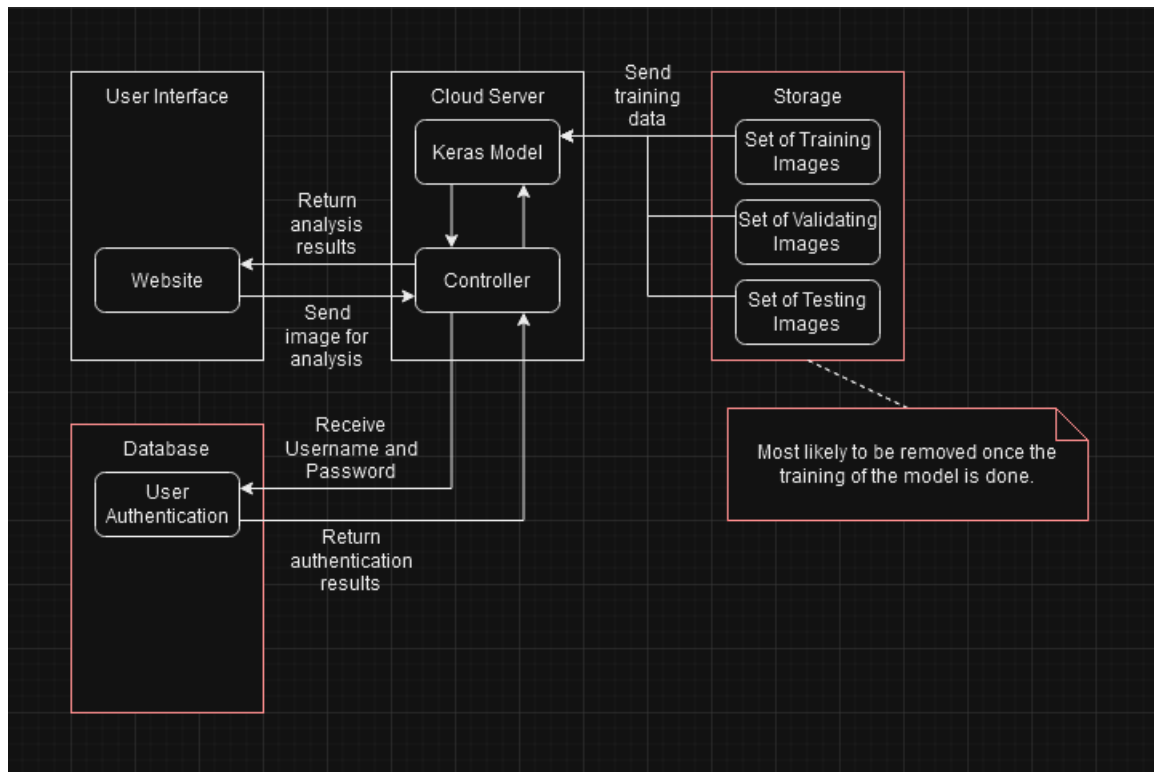 User Interface
Website
Return
analysis
results
Send
image for
analysis
Cloud Server
Keras Model
Controller
Send
training
data
Storage
Set of Training
Images
Set of Validating
Images
Set of Testing
Images
Most likely to be removed once the
training of the model is done.
Database
User
Authentication
Receive
Username and
Password
Return
authentication
results